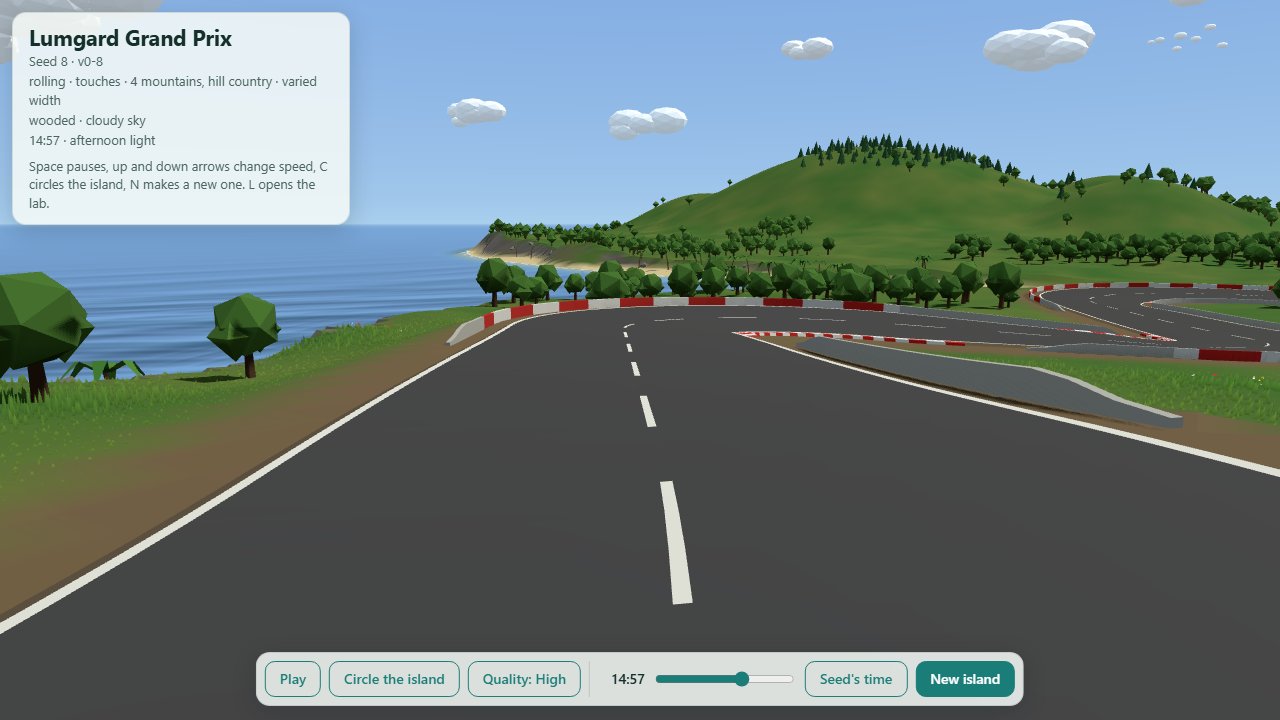 Lumgard Grand Prix
Seed 8 · v0-8
rolling · touches · 4 mountains, hill country · varied
width
wooded · cloudy sky
14:57 · afternoon light
Space pauses, up and down arrows change speed, C
circles the island, N makes a new one. L opens the
lab.
Play
Circle the island
Quality: High
14:57
Seed's time
New island